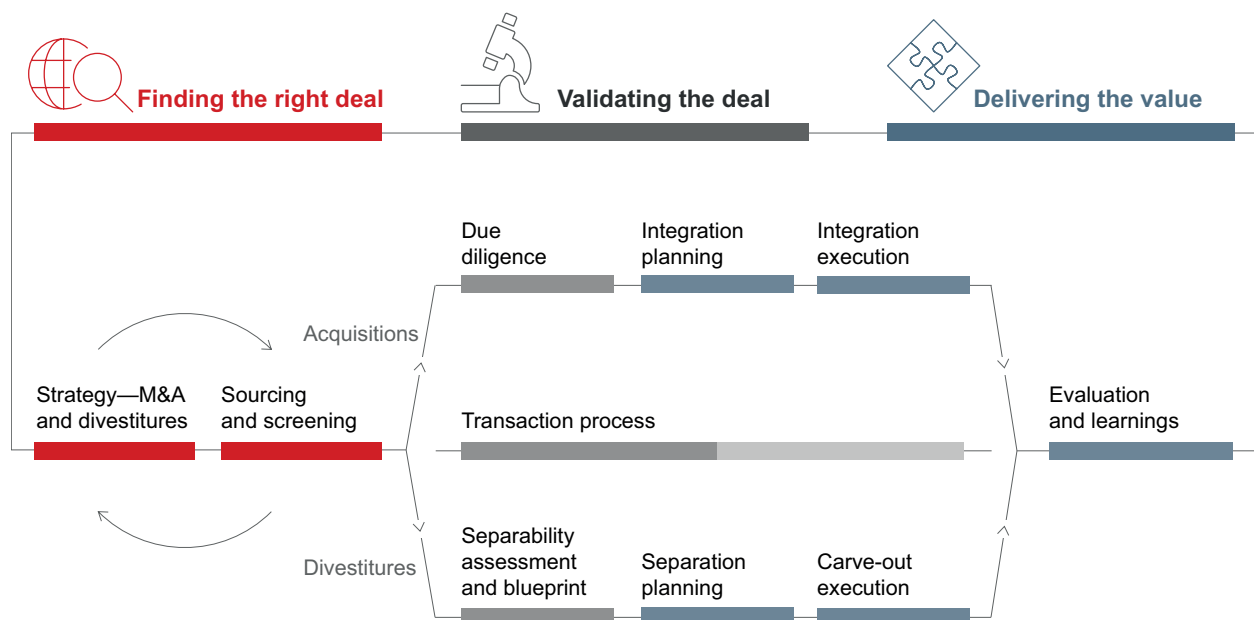 Finding the right deal
Validating the deal
Delivering the value
Due
diligence
Integration
planning
Integration
execution
Acquisitions
Strategy—M&A
and divestitures
Sourcing
and screening
Transaction process
Evaluation
and learnings
Divestitures
Separability
assessment
and blueprint
Separation
planning
Carve-out
execution